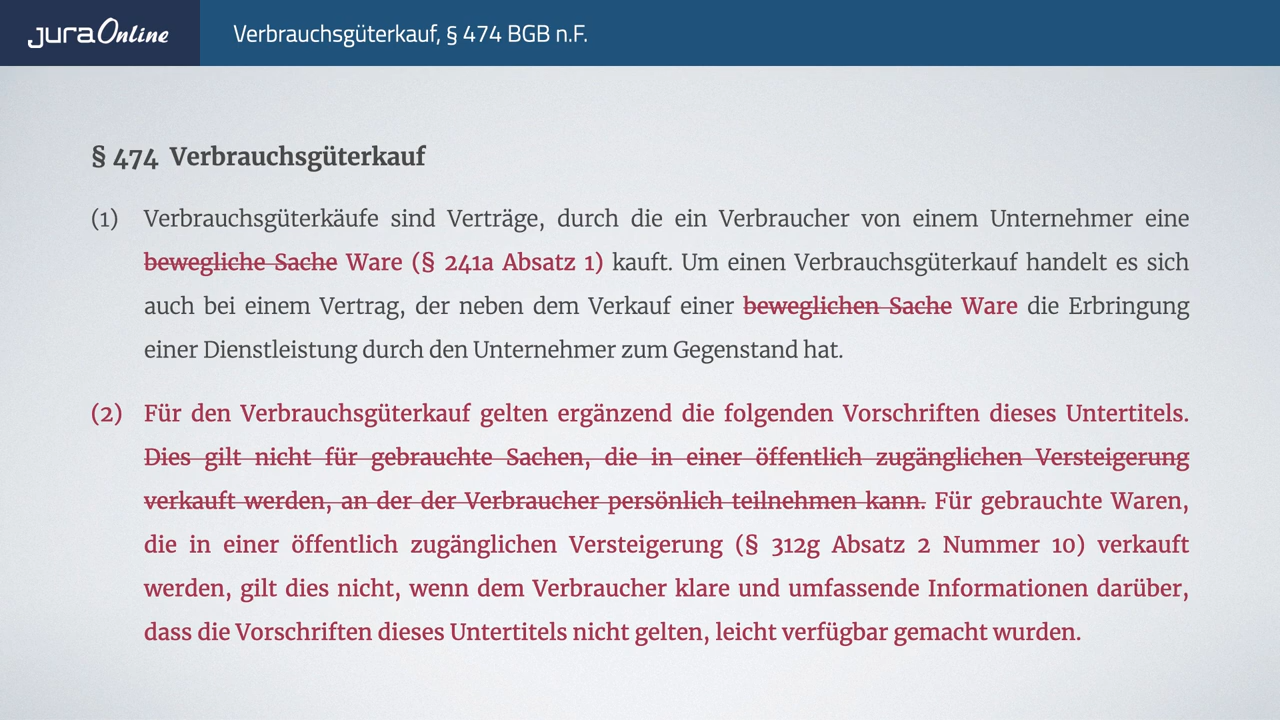 juraOnline
Verbrauchsgüterkauf, § 474 BGB n.F.
§ 474 Verbrauchsgüterkauf
(1) Verbrauchsgüterkäufe sind Verträge, durch die ein Verbraucher von einem Unternehmer eine
bewegliche Sache Ware (§ 241a Absatz 1) kauft. Um einen Verbrauchsgüterkauf handelt es sich
auch bei einem Vertrag, der neben dem Verkauf einer beweglichen Sache Ware die Erbringung
einer Dienstleistung durch den Unternehmer zum Gegenstand hat.
(2) Für den Verbrauchsgüterkauf gelten ergänzend die folgenden Vorschriften dieses Untertitels.
Dies gilt nicht für gebrauchte Sachen, die in einer öffentlich zugänglichen Versteigerung
verkauft werden, an der der Verbraucher persönlich teilnehmen kann. Für gebrauchte Waren,
die in einer öffentlich zugänglichen Versteigerung (§ 312g Absatz 2 Nummer 10) verkauft
werden, gilt dies nicht, wenn dem Verbraucher klare und umfassende Informationen darüber,
dass die Vorschriften dieses Untertitels nicht gelten, leicht verfügbar gemacht wurden.